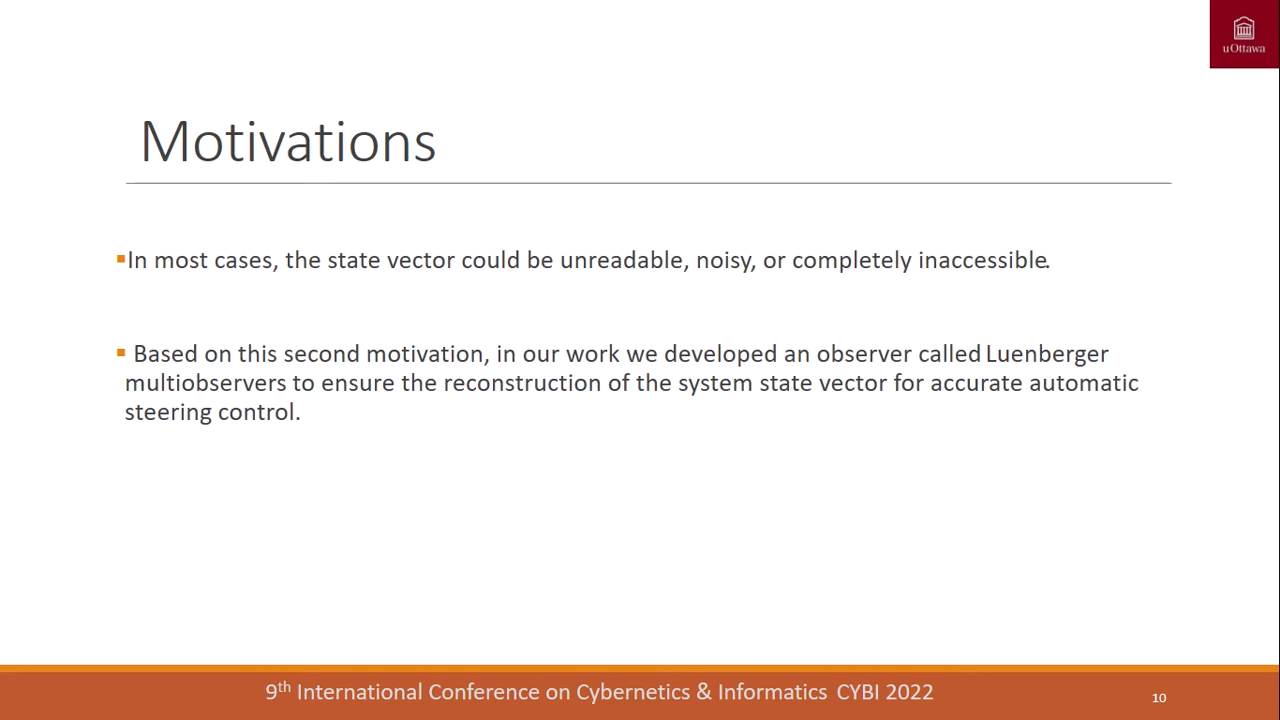 uOttawa
Motivations
▪In most cases, the state vector could be unreadable, noisy, or completely inaccessible.
▪ Based on this second motivation, in our work we developed an observer called Luenberger
multiobservers to ensure the reconstruction of the system state vector for accurate automatic
steering control.
9th International Conference on Cybernetics & Informatics CYBI 2022
10